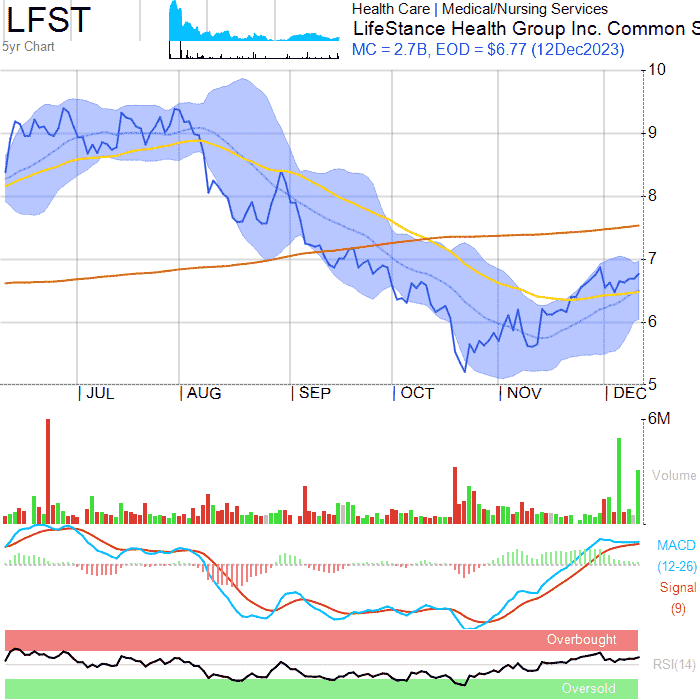 LFST
5yr Chart
Health Care | Medical/Nursing Services
LifeStance Health Group Inc. Common S
MC = 2.7B, EOD = $6.77 (12Dec2023)
10
9
8
7
6
5
JUL AUG SEP OCT NOV DEC
6M
Volume
MACD
(12-26)
Signal
(9)
Overbought
RSI(14)
Oversold